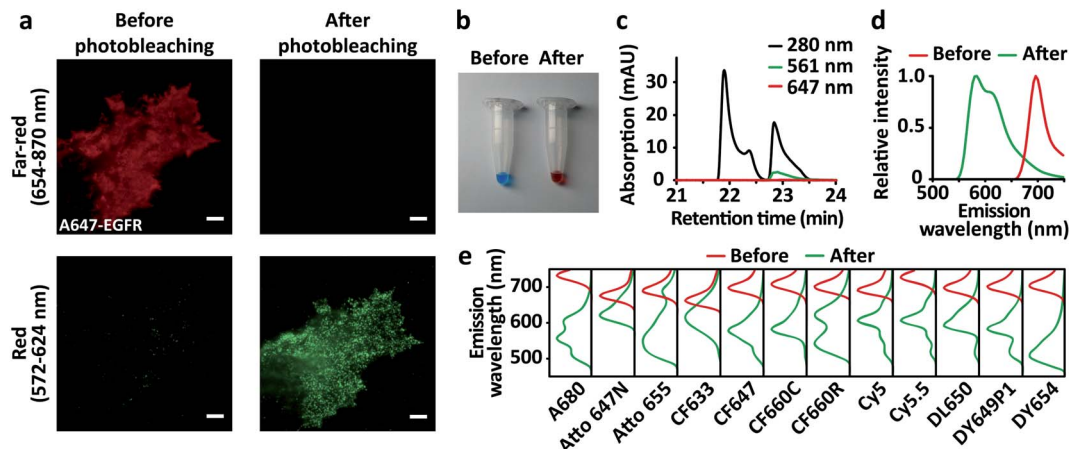 a
Before
photobleaching
After
photobleaching
Far-red
(654-870 nm)
A647-EGFR
Red
(572-624 nm)
b
Before After
c
280 nm
561 nm
647 nm
Absorption (mAU)
30
20
10
0
21 22 23 24
Retention time (min)
d
Before After
Relative intensity
1.0
0.5
0
500 600 700
Emission
wavelength (nm)
e
Before After
Emission
wavelength (nm)
700
600
500
A680
Atto 647N
Atto 655
CF633
CF647
CF660C
CF660R
Cy5
Cy5.5
DL650
DY649P1
DY654